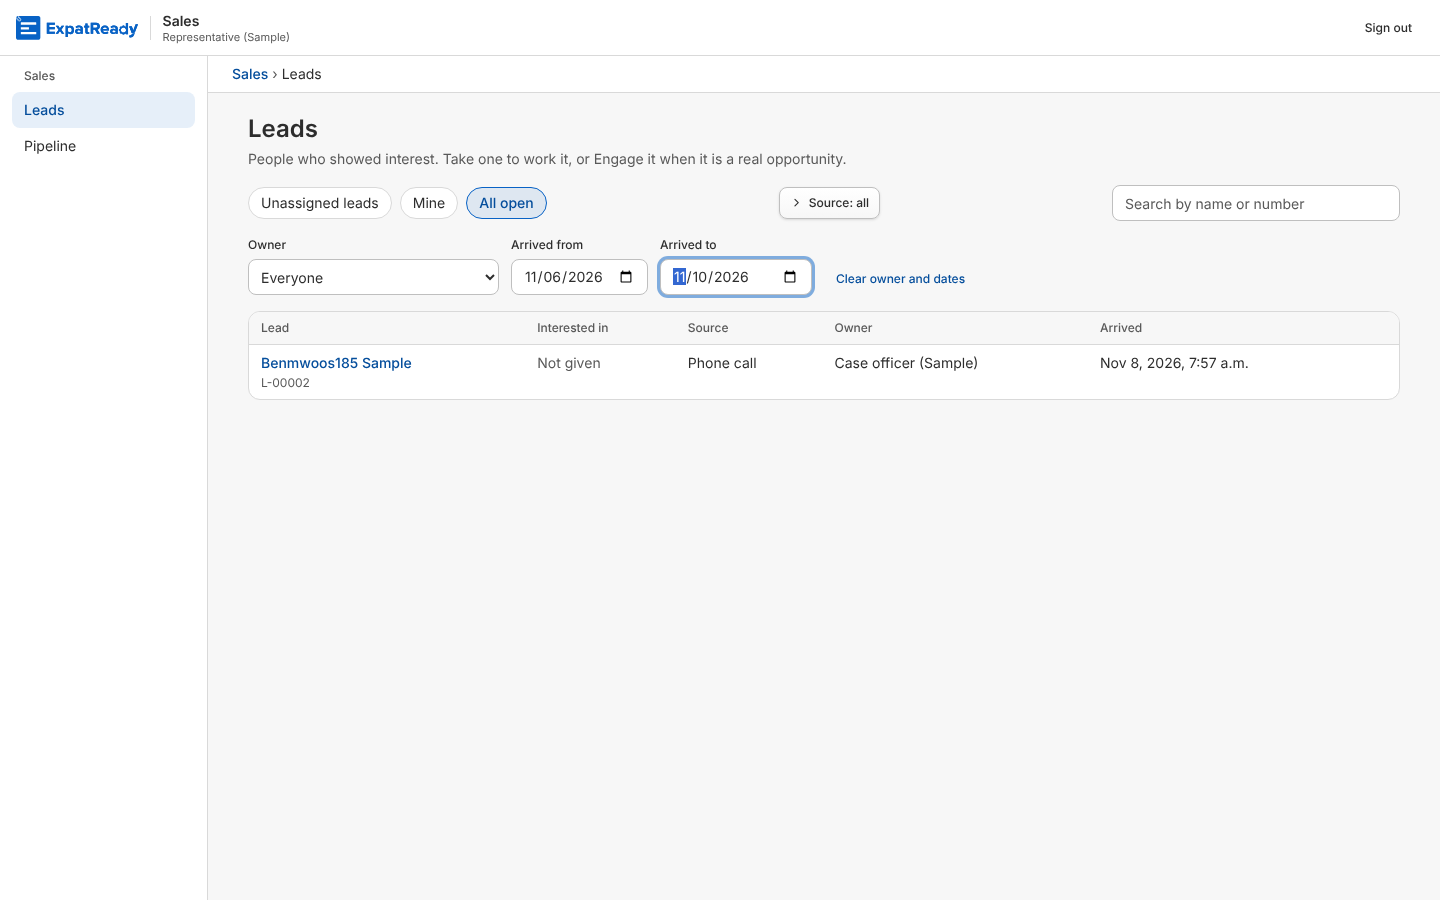 ExpatReady
Sales
Representative (Sample)
Sign out
Sales
Leads
Pipeline
Sales › Leads
Leads
People who showed interest. Take one to work it, or Engage it when it is a real opportunity.
Unassigned leads
Mine
All open
Source: all
Search by name or number
Owner
Arrived from
Arrived to
Everyone
11/06/2026
11/10/2026
Clear owner and dates
Lead Interested in Source Owner Arrived
Benmwoos185 Sample Not given Phone call Case officer (Sample) Nov 8, 2026, 7:57 a.m.
L-00002